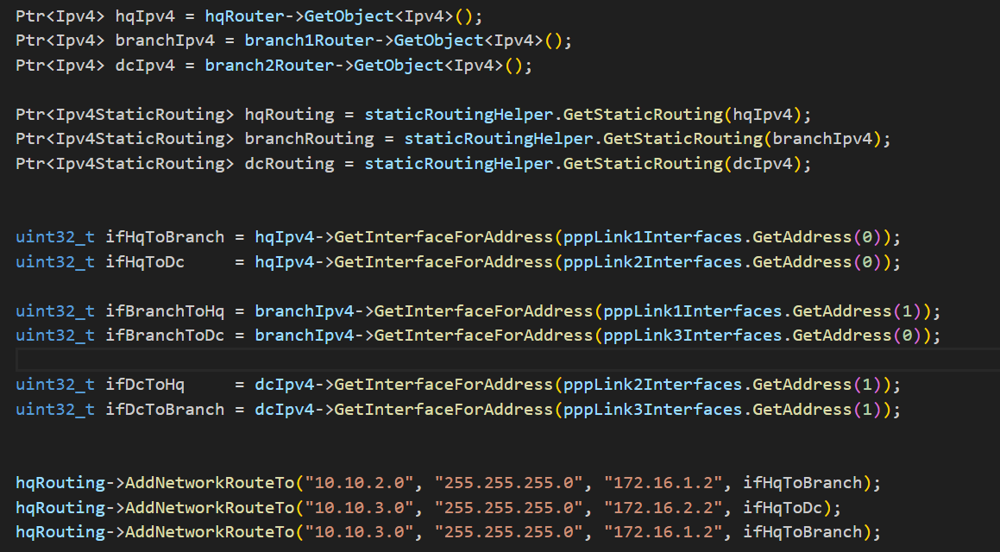 Ptr<Ipv4> hqIpv4 = hqRouter->GetObject<Ipv4>();
Ptr<Ipv4> branchIpv4 = branch1Router->GetObject<Ipv4>();
Ptr<Ipv4> dcIpv4 = branch2Router->GetObject<Ipv4>();
Ptr<Ipv4StaticRouting> hqRouting = staticRoutingHelper.GetStaticRouting(hqIpv4);
Ptr<Ipv4StaticRouting> branchRouting = staticRoutingHelper.GetStaticRouting(branchIpv4);
Ptr<Ipv4StaticRouting> dcRouting = staticRoutingHelper.GetStaticRouting(dcIpv4);
uint32_t ifHqToBranch = hqIpv4->GetInterfaceForAddress(pppLink1Interfaces.GetAddress(0));
uint32_t ifHqToDc     = hqIpv4->GetInterfaceForAddress(pppLink2Interfaces.GetAddress(0));
uint32_t ifBranchToHq = branchIpv4->GetInterfaceForAddress(pppLink1Interfaces.GetAddress(1));
uint32_t ifBranchToDc = branchIpv4->GetInterfaceForAddress(pppLink3Interfaces.GetAddress(0));
uint32_t ifDcToHq     = dcIpv4->GetInterfaceForAddress(pppLink2Interfaces.GetAddress(1));
uint32_t ifDcToBranch = dcIpv4->GetInterfaceForAddress(pppLink3Interfaces.GetAddress(1));
hqRouting->AddNetworkRouteTo("10.10.2.0", "255.255.255.0", "172.16.1.2", ifHqToBranch);
hqRouting->AddNetworkRouteTo("10.10.3.0", "255.255.255.0", "172.16.2.2", ifHqToDc);
hqRouting->AddNetworkRouteTo("10.10.3.0", "255.255.255.0", "172.16.1.2", ifHqToBranch);